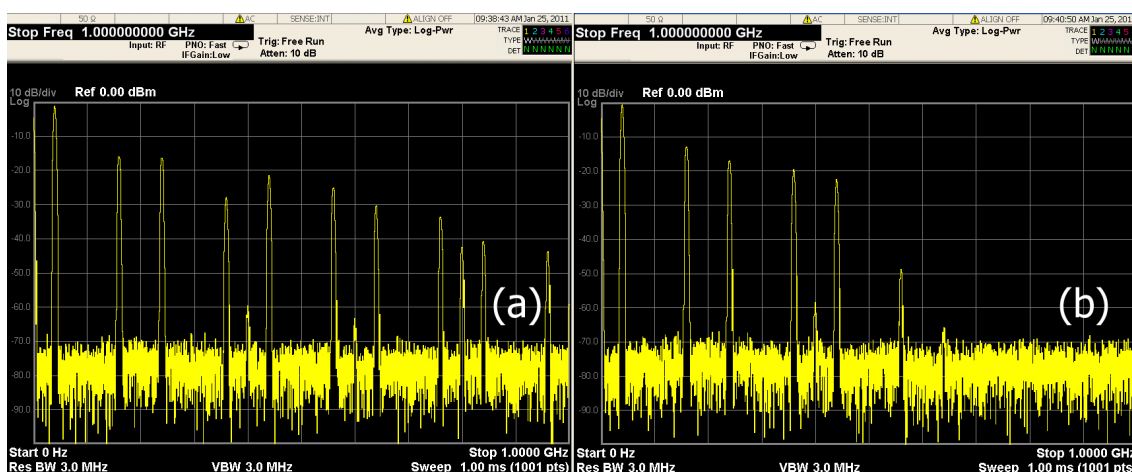 50 Ω AC SENSE:INT ALIGN OFF 09:38:43 AM Jan 25, 2011
Stop Freq 1.000000000 GHz
Input: RF PNO: Fast Trig: Free Run Avg Type: Log-Pwr TRACE 1 2 3 4 5 6
IFGain:Low Atten: 10 dB TYPE
DET N N N N N N
10 dB/div Ref 0.00 dBm
Log
-10.0
-20.0
-30.0
-40.0
-50.0
-60.0
-70.0
-80.0
-90.0
(a)
Start 0 Hz Stop 1.0000 GHz
Res BW 3.0 MHz VBW 3.0 MHz Sweep 1.00 ms (1001 pts)
50 Ω AC SENSE:INT ALIGN OFF 09:40:50 AM Jan 25, 201
Stop Freq 1.000000000 GHz
Input: RF PNO: Fast Trig: Free Run Avg Type: Log-Pwr TRACE 1 2 3 4 5
IFGain:Low Atten: 10 dB TYPE
DET N N N N N
10 dB/div Ref 0.00 dBm
Log
-10.0
-20.0
-30.0
-40.0
-50.0
-60.0
-70.0
-80.0
-90.0
(b)
Start 0 Hz Stop 1.0000 GHz
Res BW 3.0 MHz VBW 3.0 MHz Sweep 1.00 ms (1001 pts)